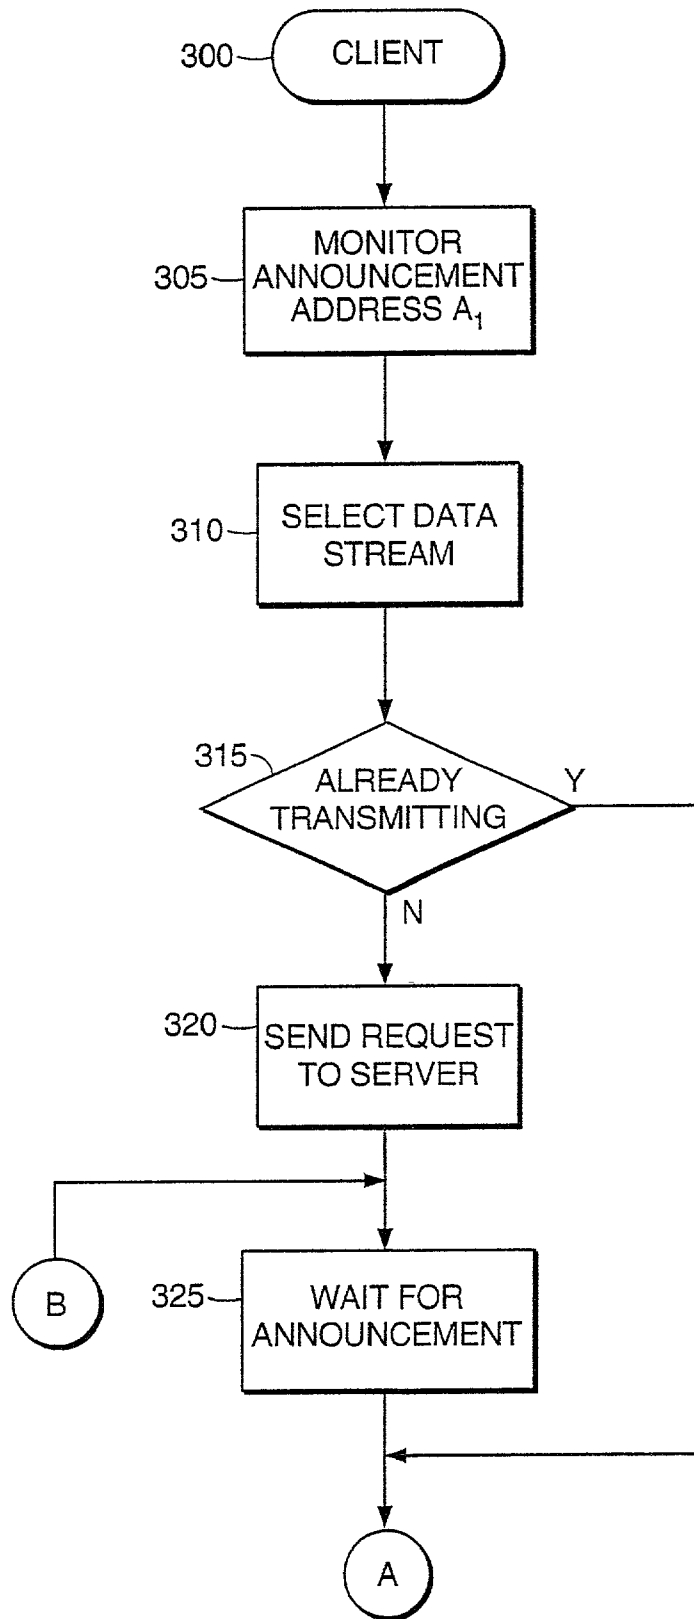 300
CLIENT
305
MONITOR
ANNOUNCEMENT
ADDRESS A₁
310
SELECT DATA
STREAM
315
ALREADY
TRANSMITTING
Y
N
320
SEND REQUEST
TO SERVER
B
325
WAIT FOR
ANNOUNCEMENT
A